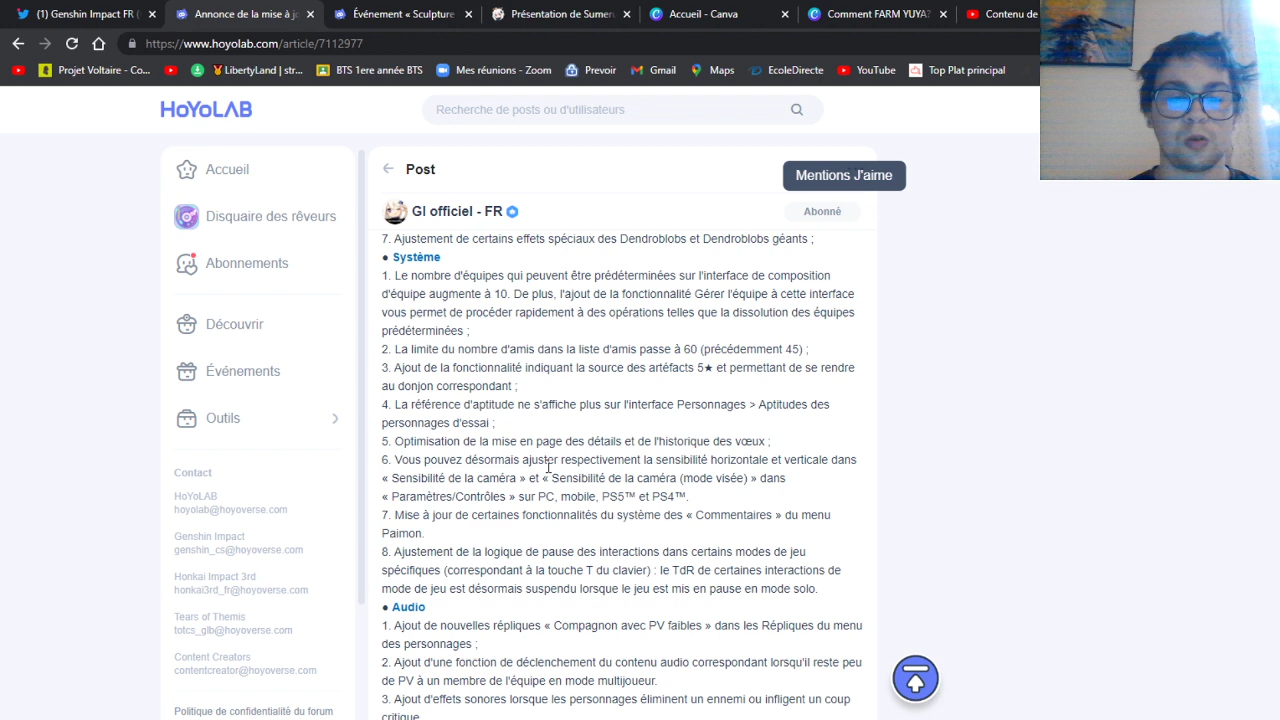 (1) Genshin Impact FR (
Annonce de la mise à jo
Événement « Sculpture
Présentation de Sumer
Accueil - Canva
Comment FARM YUYA?
Contenu de
https://www.hoyolab.com/article/7112977
Projet Voltaire - Co...
LibertyLand | str...
BTS 1ere année BTS
Mes réunions - Zoom
Prevoir
Gmail
Maps
EcoleDirecte
YouTube
Top Plat principal
HoYoLAB
Recherche de posts ou d'utilisateurs
Accueil
Disquaire des rêveurs
Abonnements
Découvrir
Événements
Outils
Contact
HoYoLAB
hoyolab@hoyoverse.com
Genshin Impact
genshin_cs@hoyoverse.com
Honkai Impact 3rd
honkai3rd_fr@hoyoverse.com
Tears of Themis
totcs_glb@hoyoverse.com
Content Creators
contentcreator@hoyoverse.com
Politique de confidentialité du forum
Post
Mentions J'aime
GI officiel - FR
Abonné
7. Ajustement de certains effets spéciaux des Dendroblobs et Dendroblobs géants ;
● Système
1. Le nombre d'équipes qui peuvent être prédéterminées sur l'interface de composition
d'équipe augmente à 10. De plus, l'ajout de la fonctionnalité Gérer l'équipe à cette interface
vous permet de procéder rapidement à des opérations telles que la dissolution des équipes
prédéterminées ;
2. La limite du nombre d'amis dans la liste d'amis passe à 60 (précédemment 45) ;
3. Ajout de la fonctionnalité indiquant la source des artéfacts 5★ et permettant de se rendre
au donjon correspondant ;
4. La référence d'aptitude ne s'affiche plus sur l'interface Personnages > Aptitudes des
personnages d'essai ;
5. Optimisation de la mise en page des détails et de l'historique des vœux ;
6. Vous pouvez désormais ajuster respectivement la sensibilité horizontale et verticale dans
« Sensibilité de la caméra » et « Sensibilité de la caméra (mode visée) » dans
« Paramètres/Contrôles » sur PC, mobile, PS5™ et PS4™.
7. Mise à jour de certaines fonctionnalités du système des « Commentaires » du menu
Paimon.
8. Ajustement de la logique de pause des interactions dans certains modes de jeu
spécifiques (correspondant à la touche T du clavier) : le TdR de certaines interactions de
mode de jeu est désormais suspendu lorsque le jeu est mis en pause en mode solo.
● Audio
1. Ajout de nouvelles répliques « Compagnon avec PV faibles » dans les Répliques du menu
des personnages ;
2. Ajout d'une fonction de déclenchement du contenu audio correspondant lorsqu'il reste peu
de PV à un membre de l'équipe en mode multijoueur.
3. Ajout d'effets sonores lorsque les personnages éliminent un ennemi ou infligent un coup
critique